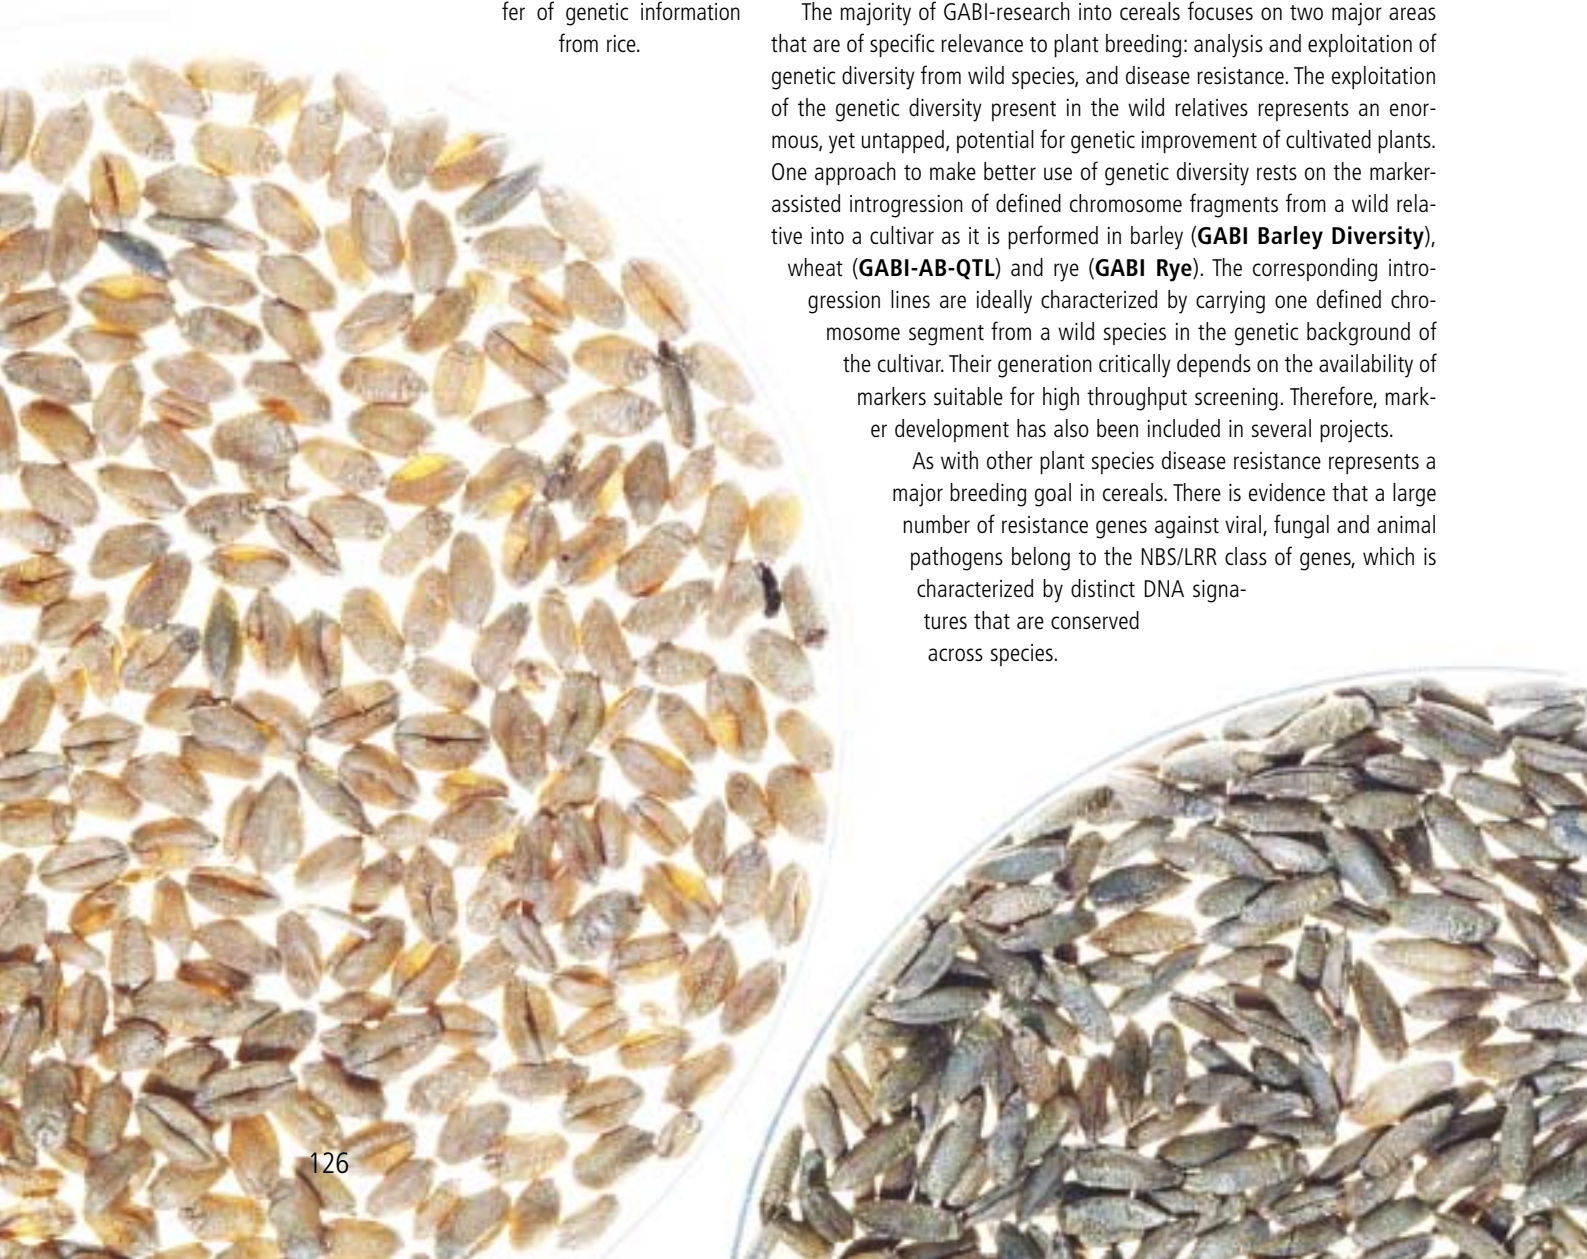 fer of genetic information
from rice.
The majority of GABI-research into cereals focuses on two major areas
that are of specific relevance to plant breeding: analysis and exploitation of
genetic diversity from wild species, and disease resistance. The exploitation
of the genetic diversity present in the wild relatives represents an enor-
mous, yet untapped, potential for genetic improvement of cultivated plants.
One approach to make better use of genetic diversity rests on the marker-
assisted introgression of defined chromosome fragments from a wild rela-
tive into a cultivar as it is performed in barley (GABI Barley Diversity),
wheat (GABI-AB-QTL) and rye (GABI Rye). The corresponding intro-
gression lines are ideally characterized by carrying one defined chro-
mosome segment from a wild species in the genetic background of
the cultivar. Their generation critically depends on the availability of
markers suitable for high throughput screening. Therefore, mark-
er development has also been included in several projects.
As with other plant species disease resistance represents a
major breeding goal in cereals. There is evidence that a large
number of resistance genes against viral, fungal and animal
pathogens belong to the NBS/LRR class of genes, which is
characterized by distinct DNA signa-
tures that are conserved
across species.
126